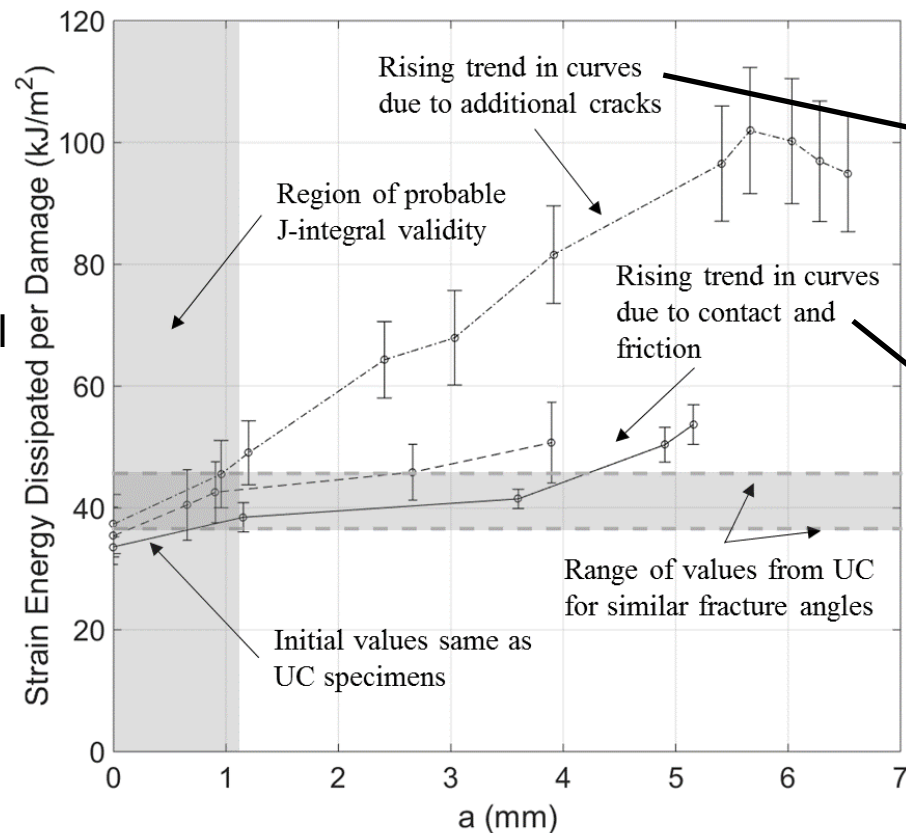 120
100
80
60
40
20
0
Strain Energy Dissipated per Damage (kJ/m²)
Rising trend in curves
due to additional cracks
Region of probable
J-integral validity
Rising trend in curves
due to contact and
friction
Range of values from UC
for similar fracture angles
Initial values same as
UC specimens
0 1 2 3 4 5 6 7
a (mm)